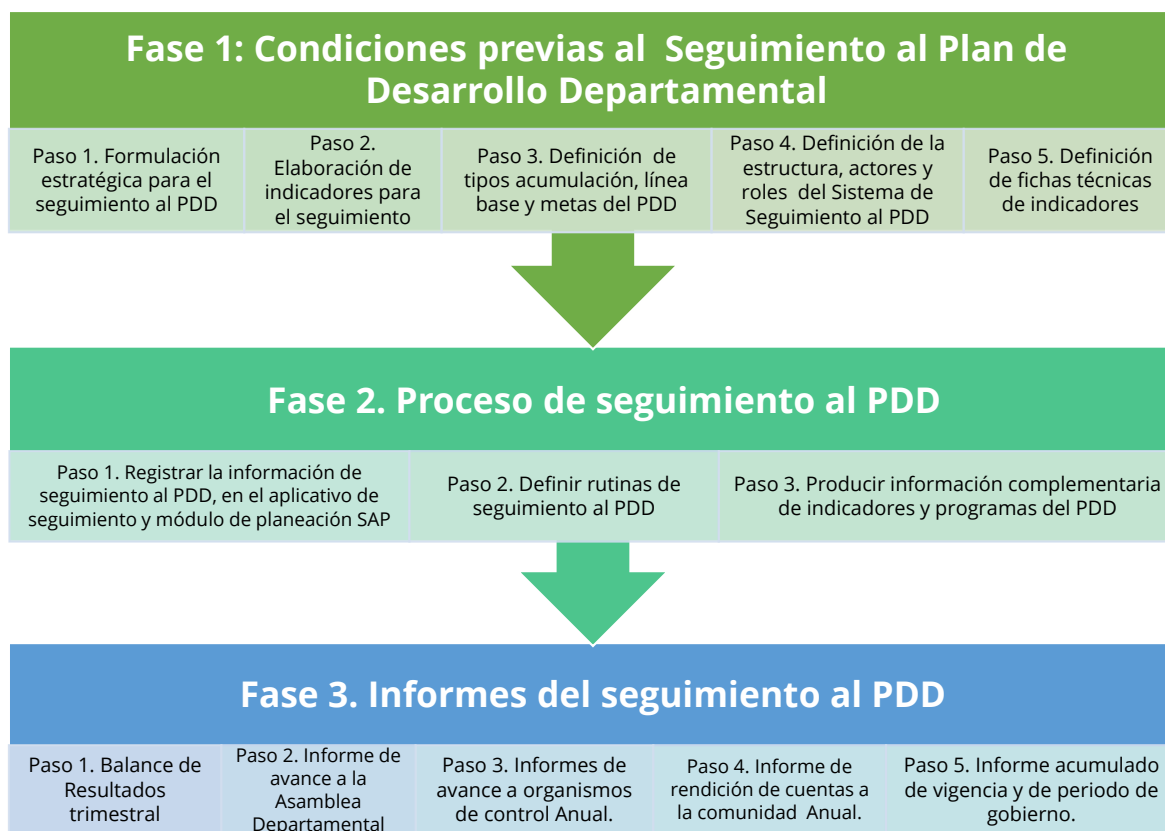 Fase 1: Condiciones previas al Seguimiento al Plan de
Desarrollo Departamental
Paso 1. Formulación
estratégica para el
seguimiento al PDD
Paso 2.
Elaboración de
indicadores para
el seguimiento
Paso 3. Definición de
tipos acumulación, línea
base y metas del PDD
Paso 4. Definición de la
estructura, actores y
roles del Sistema de
Seguimiento al PDD
Paso 5. Definición
de fichas técnicas
de indicadores
Fase 2. Proceso de seguimiento al PDD
Paso 1. Registrar la información de
seguimiento al PDD, en el aplicativo de
seguimiento y módulo de planeación SAP
Paso 2. Definir rutinas de
seguimiento al PDD
Paso 3. Producir información complementaria
de indicadores y programas del PDD
Fase 3. Informes del seguimiento al PDD
Paso 1. Balance de
Resultados
trimestral
Paso 2. Informe de
avance a la
Asamblea
Departamental
Paso 3. Informes de
avance a organismos
de control Anual.
Paso 4. Informe de
rendición de cuentas a
la comunidad Anual.
Paso 5. Informe acumulado
de vigencia y de periodo de
gobierno.